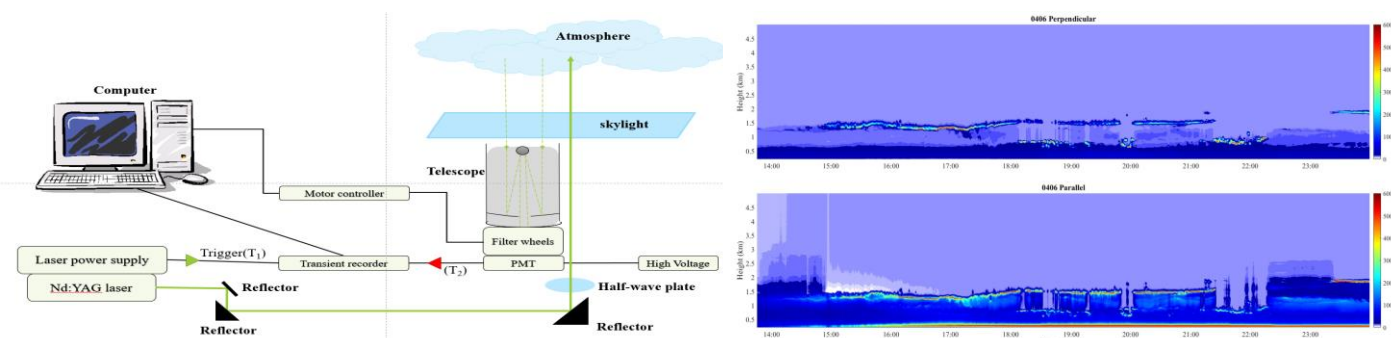 Atmosphere
Computer
skylight
Telescope
Motor controller
Filter wheels
Laser power supply
Trigger(T1)
Transient recorder
(T2)
PMT
High Voltage
Nd:YAG laser
Reflector
Half-wave plate
Reflector
Reflector
0406 Perpendicular
Height (km)
4.5
4
3.5
3
2.5
2
1.5
1
0.5
14:00 15:00 16:00 17:00 18:00 19:00 20:00 21:00 22:00 23:00
0
0406 Parallel
Height (km)
4.5
4
3.5
3
2.5
2
1.5
1
0.5
14:00 15:00 16:00 17:00 18:00 19:00 20:00 21:00 22:00 23:00
0